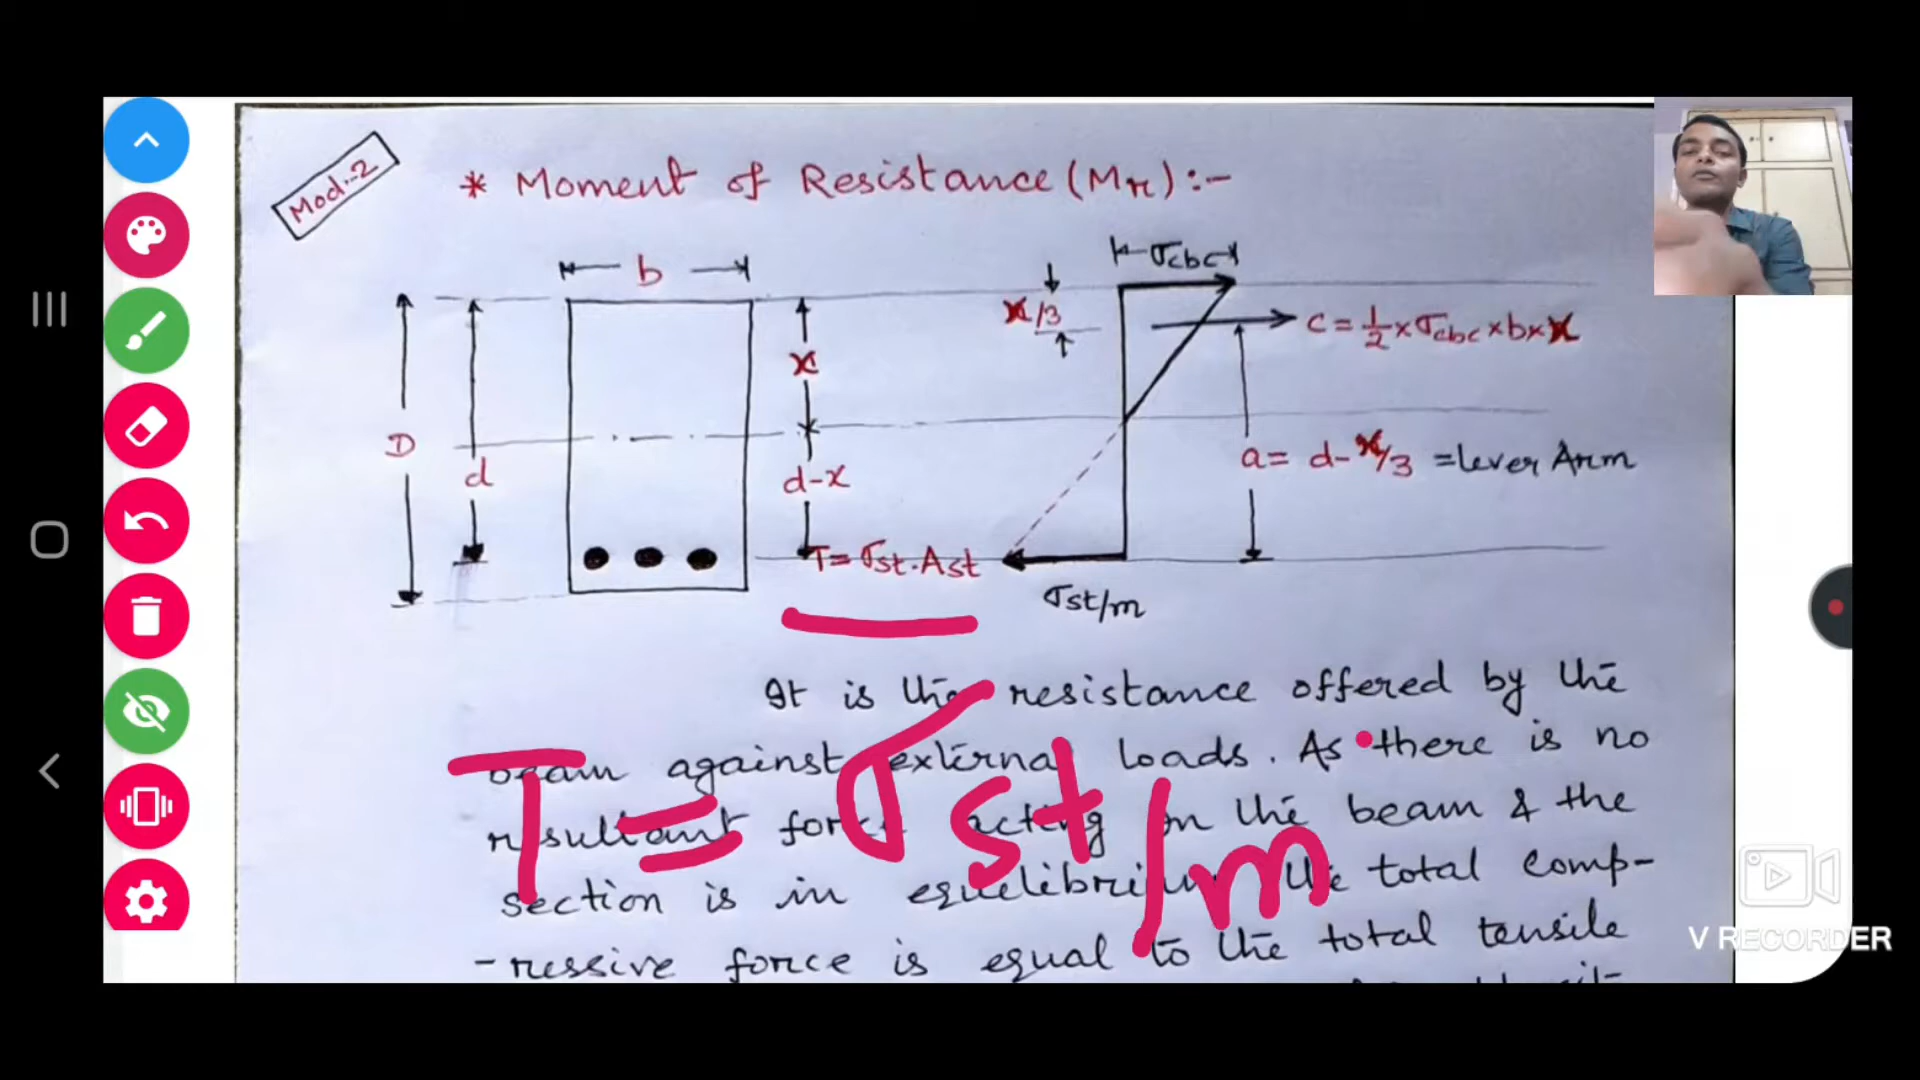 Mod:-2
* Moment of Resistance (Mr) :-
b
σcbc
x/3
C = 1/2 x σcbc x b x x
x
D
d
a = d - x/3 = lever Arm
d-x
T = σst. Ast
σst/m
It is the resistance offered by the
beam against external loads. As there is no
resultant force acting on the beam & the
section is in equilibrium the total comp-
-ressive force is equal to the total tensile
T = σst/m
V RECORDER